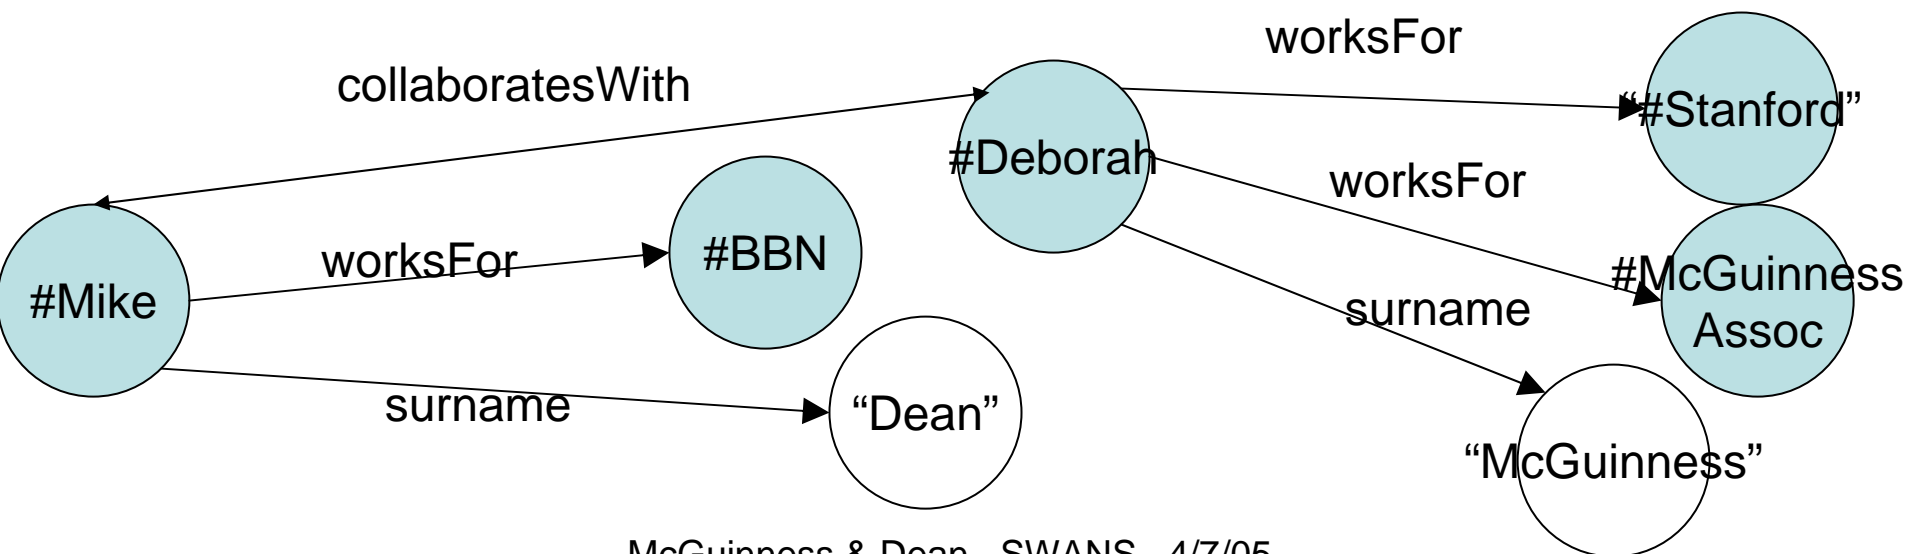 worksFor
collaboratesWith
“#Stanford”
#Deborah
worksFor
worksFor
#BBN
#McGuinness
Assoc
#Mike
surname
surname
“Dean”
“McGuinness”
McGuinness & Dean - SWANS - 4/7/05